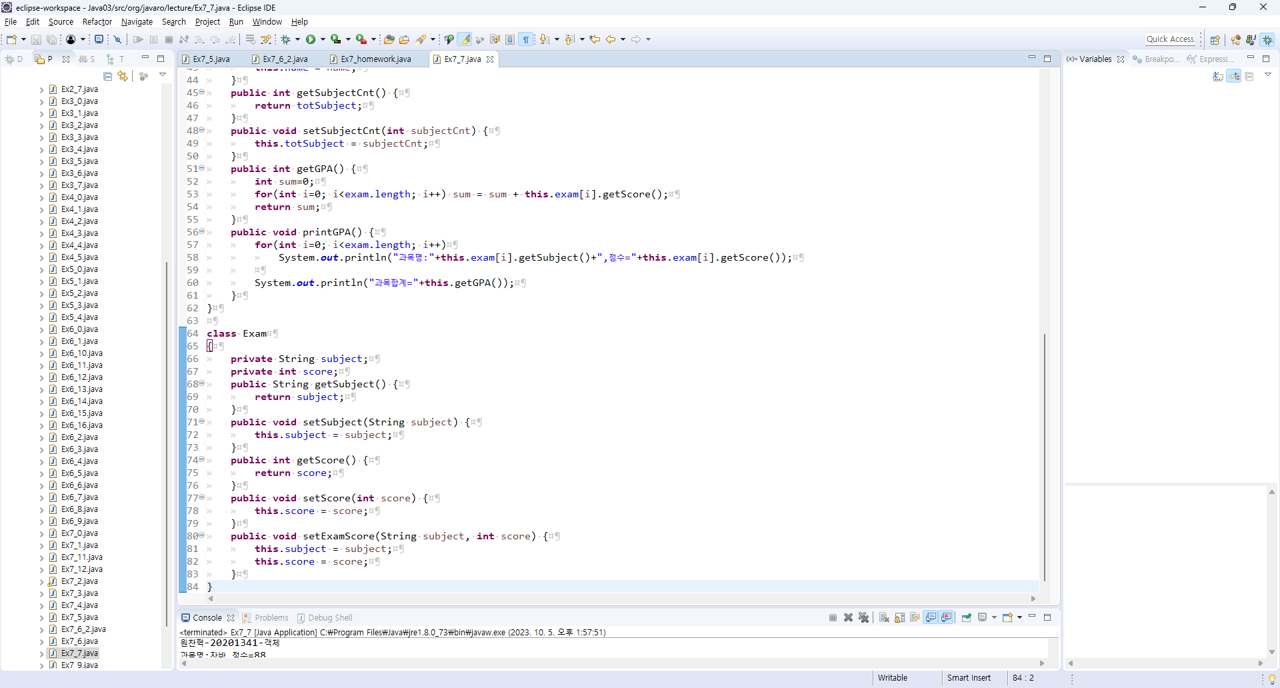 eclipse-workspace - Java03/src/org/javaro/lecture/Ex7_7.java - Eclipse IDE
File Edit Source Refactor Navigate Search Project Run Window Help
Quick Access
D P S T
Ex7_5.java Ex7_6_2.java Ex7_homework.java Ex7_7.java
Variables Breakpo... Expressi...
Ex2_7.java
Ex3_0.java
Ex3_1.java
Ex3_2.java
Ex3_3.java
Ex3_4.java
Ex3_5.java
Ex3_6.java
Ex3_7.java
Ex4_0.java
Ex4_1.java
Ex4_2.java
Ex4_3.java
Ex4_4.java
Ex4_5.java
Ex5_0.java
Ex5_1.java
Ex5_2.java
Ex5_3.java
Ex5_4.java
Ex6_0.java
Ex6_1.java
Ex6_10.java
Ex6_11.java
Ex6_12.java
Ex6_13.java
Ex6_14.java
Ex6_15.java
Ex6_16.java
Ex6_2.java
Ex6_3.java
Ex6_4.java
Ex6_5.java
Ex6_6.java
Ex6_7.java
Ex6_8.java
Ex6_9.java
Ex7_0.java
Ex7_1.java
Ex7_11.java
Ex7_12.java
Ex7_2.java
Ex7_3.java
Ex7_4.java
Ex7_5.java
Ex7_6_2.java
Ex7_6.java
Ex7_7.java
Ex7_9.java
43 this.name = name;
44 }
45 public int getSubjectCnt() {
46 return totSubject;
47 }
48 public void setSubjectCnt(int subjectCnt) {
49 this.totSubject = subjectCnt;
50 }
51 public int getGPA() {
52 int sum=0;
53 for(int i=0; i<exam.length; i++) sum = sum + this.exam[i].getScore();
54 return sum;
55 }
56 public void printGPA() {
57 for(int i=0; i<exam.length; i++)
58 System.out.println("과목명:"+this.exam[i].getSubject()+",점수="+this.exam[i].getScore());
59
60 System.out.println("과목합계="+this.getGPA());
61 }
62 }
63
64 class Exam
65 {
66 private String subject;
67 private int score;
68 public String getSubject() {
69 return subject;
70 }
71 public void setSubject(String subject) {
72 this.subject = subject;
73 }
74 public int getScore() {
75 return score;
76 }
77 public void setScore(int score) {
78 this.score = score;
79 }
80 public void setExamScore(String subject, int score) {
81 this.subject = subject;
82 this.score = score;
83 }
84 }
Console Problems Debug Shell
<terminated> Ex7_7 [Java Application] C:₩Program Files₩Java₩jre1.8.0_73₩bin₩javaw.exe (2023. 10. 5. 오후 1:57:51)
원찬혁-20201341-객체
과목명:자바,점수=88
Writable Smart Insert 84 : 2